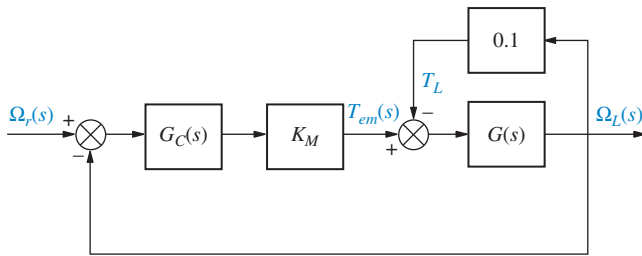 0.1
T_L
Ω_r(s)
+
−
G_C(s)
K_M
T_em(s)
+
−
G(s)
Ω_L(s)